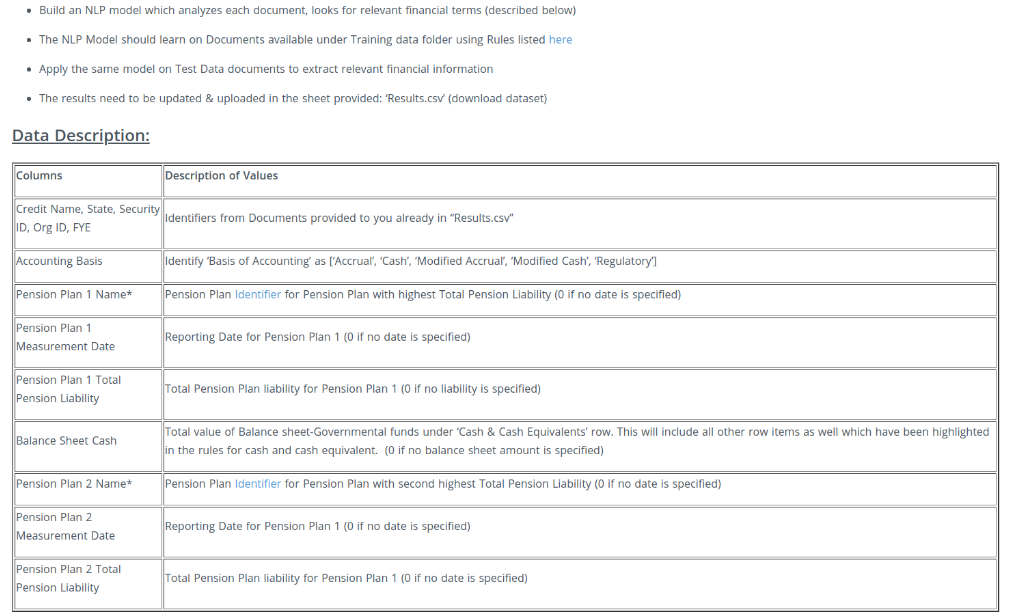 Build an NLP model which analyzes each document, looks for relevant financial terms (described below)
The NLP Model should learn on Documents available under Training data folder using Rules listed here
Apply the same model on Test Data documents to extract relevant financial information
The results need to be updated & uploaded in the sheet provided: ‘Results.csv’ (download dataset)
Data Description:
Columns
Description of Values
Credit Name, State, Security
ID, Org ID, FYE
Identifiers from Documents provided to you already in “Results.csv”
Accounting Basis
Identify ‘Basis of Accounting’ as [‘Accrual’, ‘Cash’, ‘Modified Accrual’, ‘Modified Cash’, ‘Regulatory’]
Pension Plan 1 Name*
Pension Plan Identifier for Pension Plan with highest Total Pension Liability (0 if no date is specified)
Pension Plan 1
Measurement Date
Reporting Date for Pension Plan 1 (0 if no date is specified)
Pension Plan 1 Total
Pension Liability
Total Pension Plan liability for Pension Plan 1 (0 if no liability is specified)
Balance Sheet Cash
Total value of Balance sheet-Governmental funds under ‘Cash & Cash Equivalents’ row. This will include all other row items as well which have been highlighted
in the rules for cash and cash equivalent.  (0 if no balance sheet amount is specified)
Pension Plan 2 Name*
Pension Plan Identifier for Pension Plan with second highest Total Pension Liability (0 if no date is specified)
Pension Plan 2
Measurement Date
Reporting Date for Pension Plan 1 (0 if no date is specified)
Pension Plan 2 Total
Pension Liability
Total Pension Plan liability for Pension Plan 1 (0 if no date is specified)